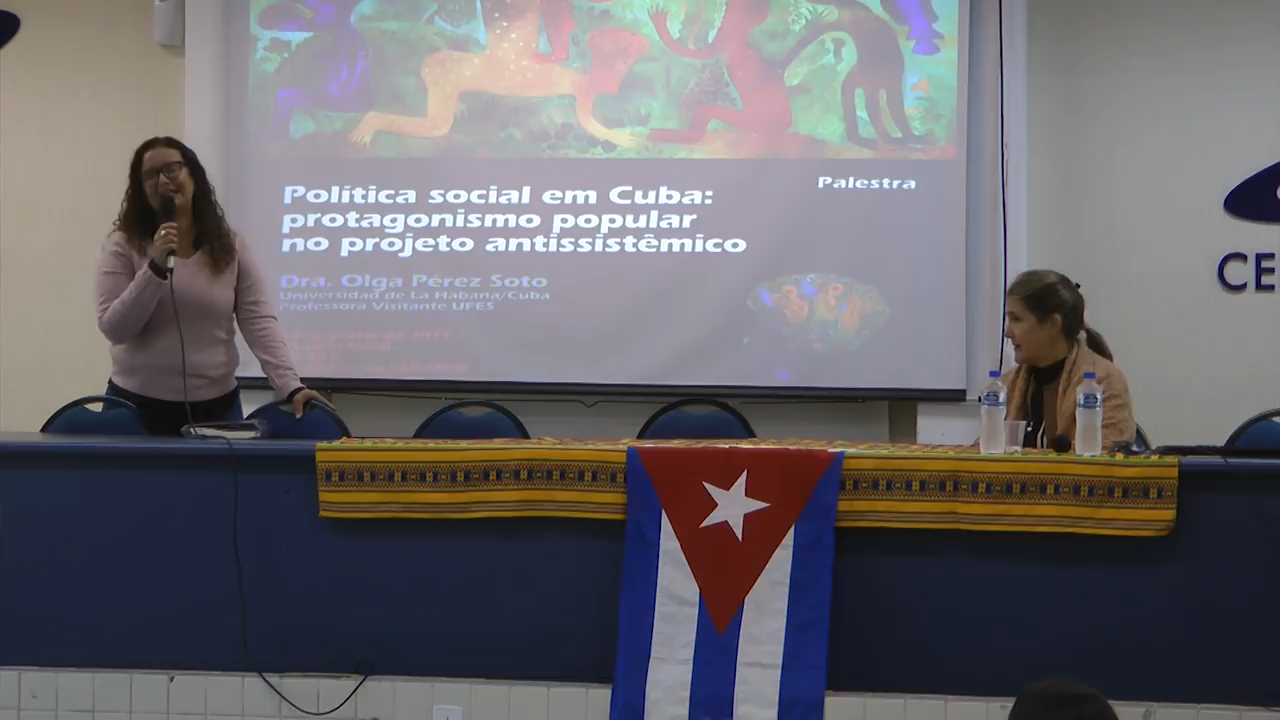 Palestra
Política social em Cuba:
protagonismo popular
no projeto antissistêmico
Dra. Olga Pérez Soto
Universidad de La Habana/Cuba
Professora Visitante UFES
CE